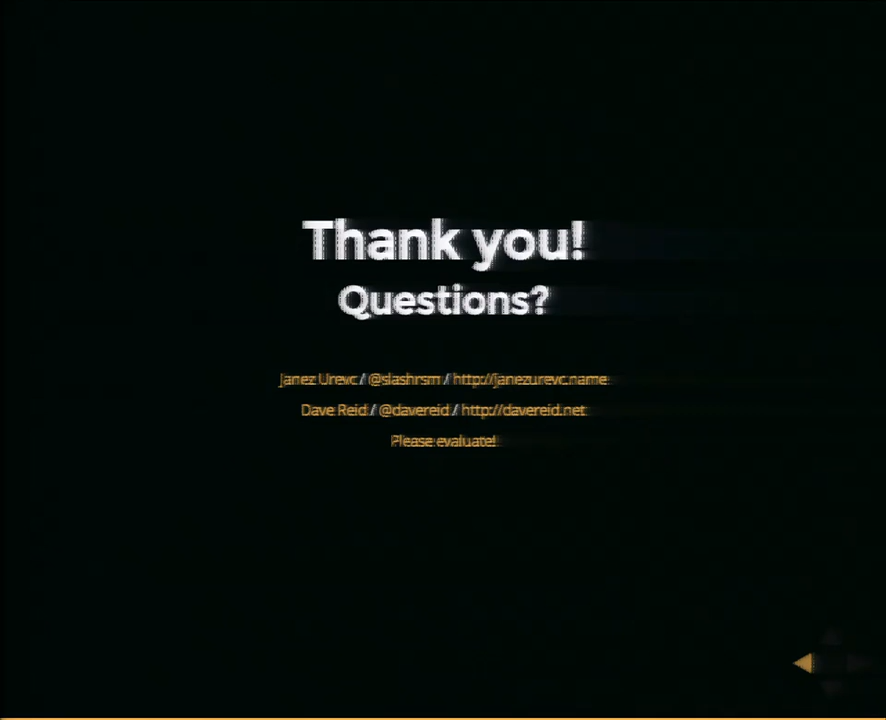 Thank you!
Questions?
Janez Urevc / @slashrsm / http://janezurevc.name
Dave Reid / @davereid / http://davereid.net
Please evaluate!